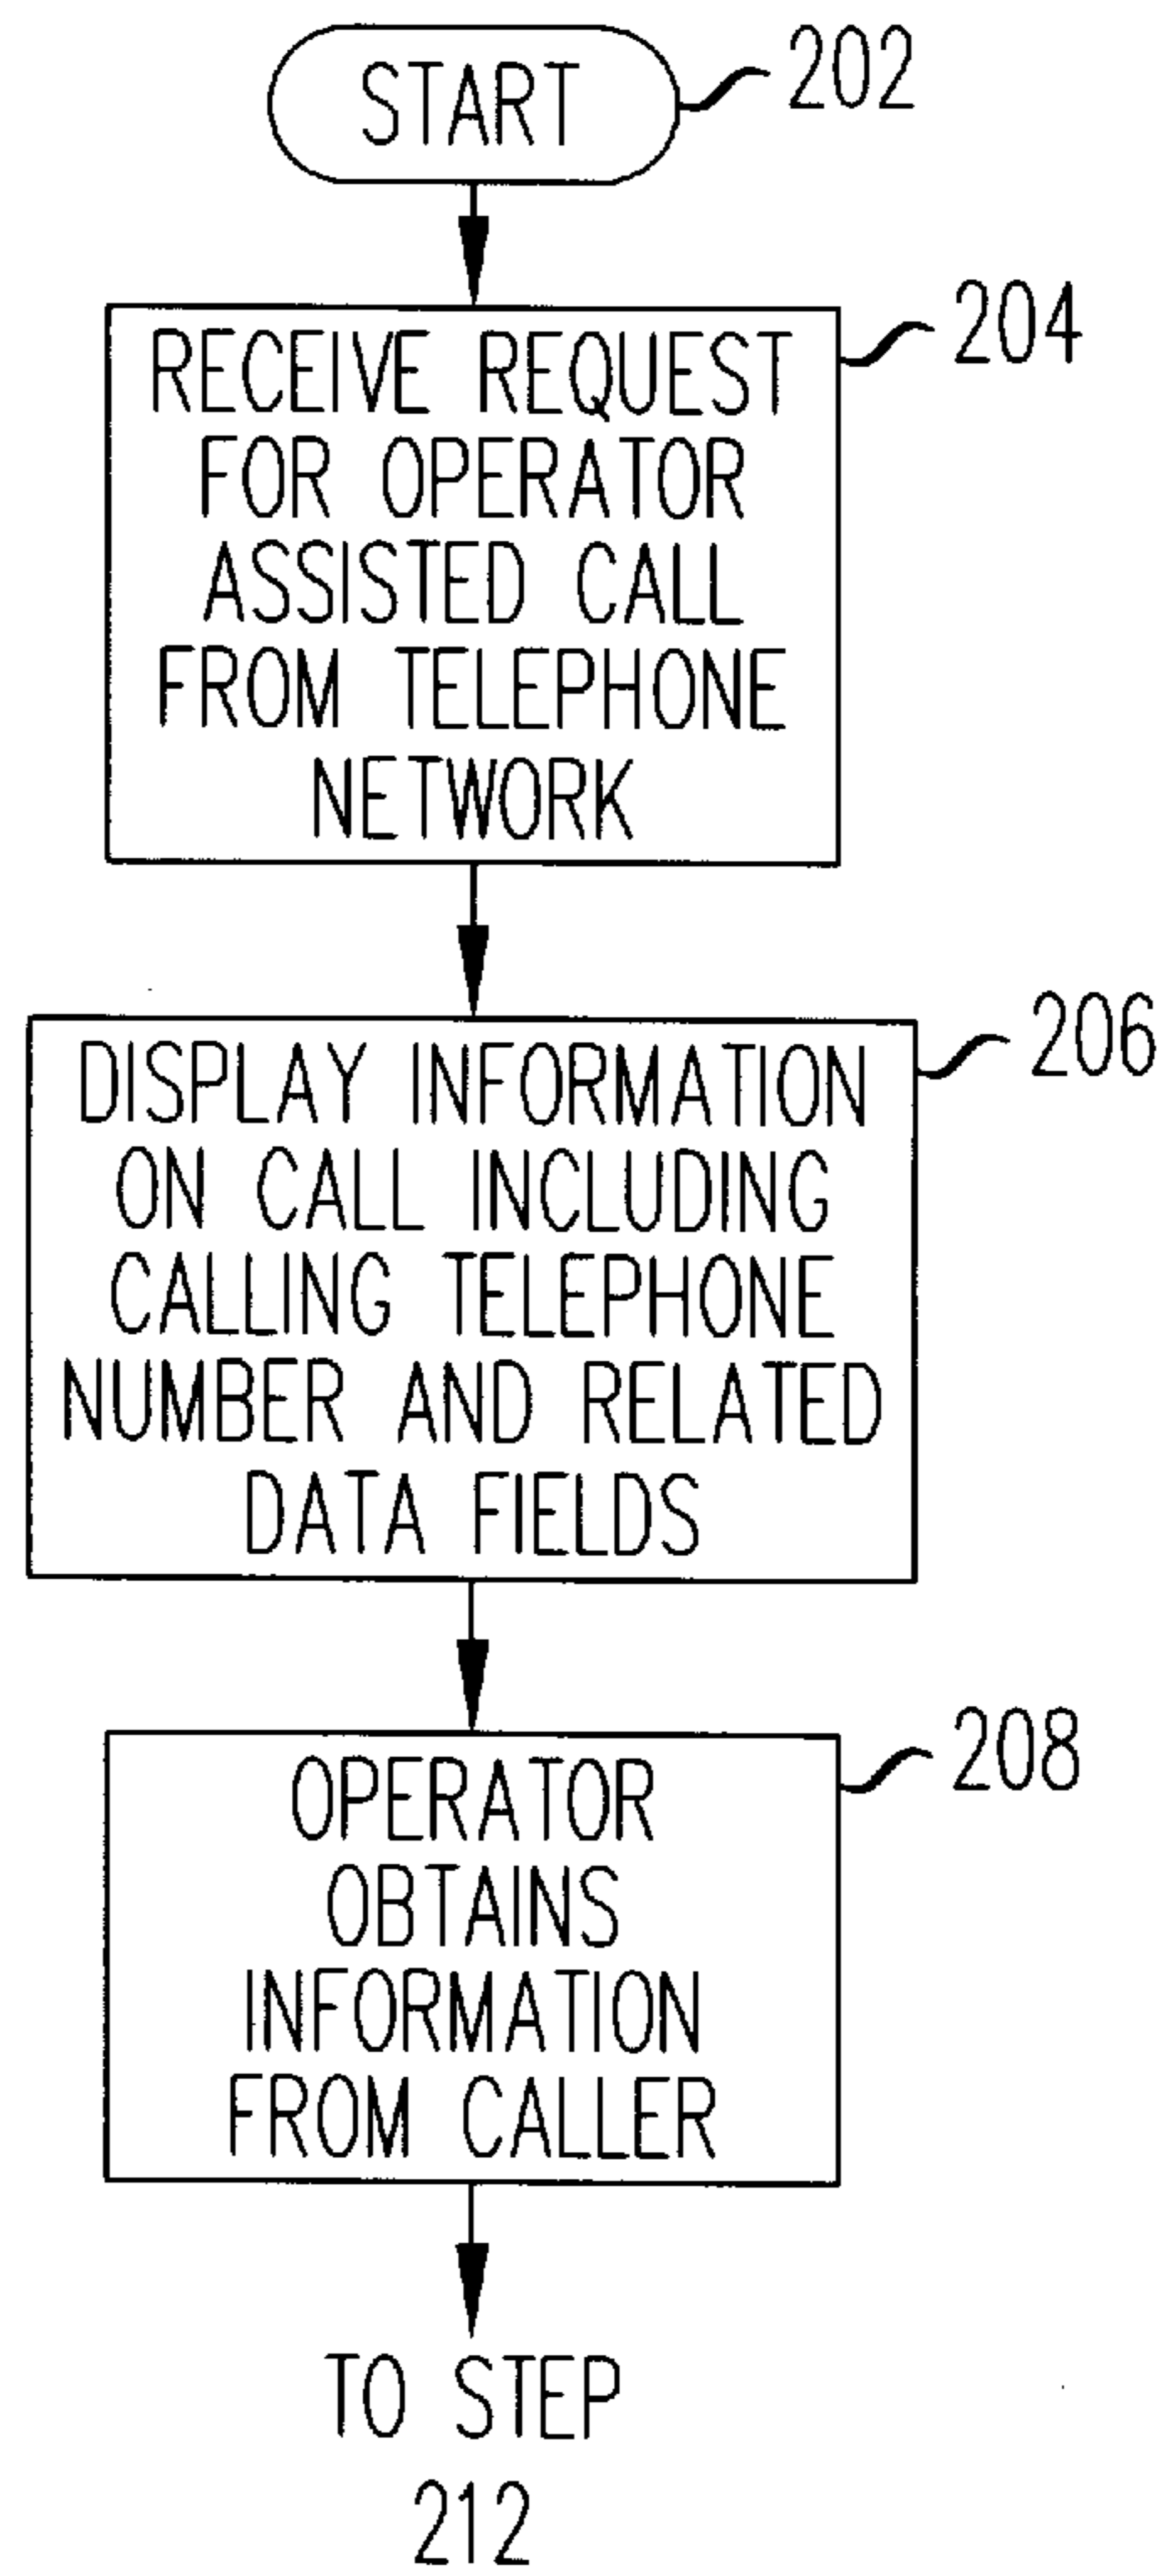 START
202
RECEIVE REQUEST
FOR OPERATOR
ASSISTED CALL
FROM TELEPHONE
NETWORK
204
DISPLAY INFORMATION
ON CALL INCLUDING
CALLING TELEPHONE
NUMBER AND RELATED
DATA FIELDS
206
OPERATOR
OBTAINS
INFORMATION
FROM CALLER
208
TO STEP
212